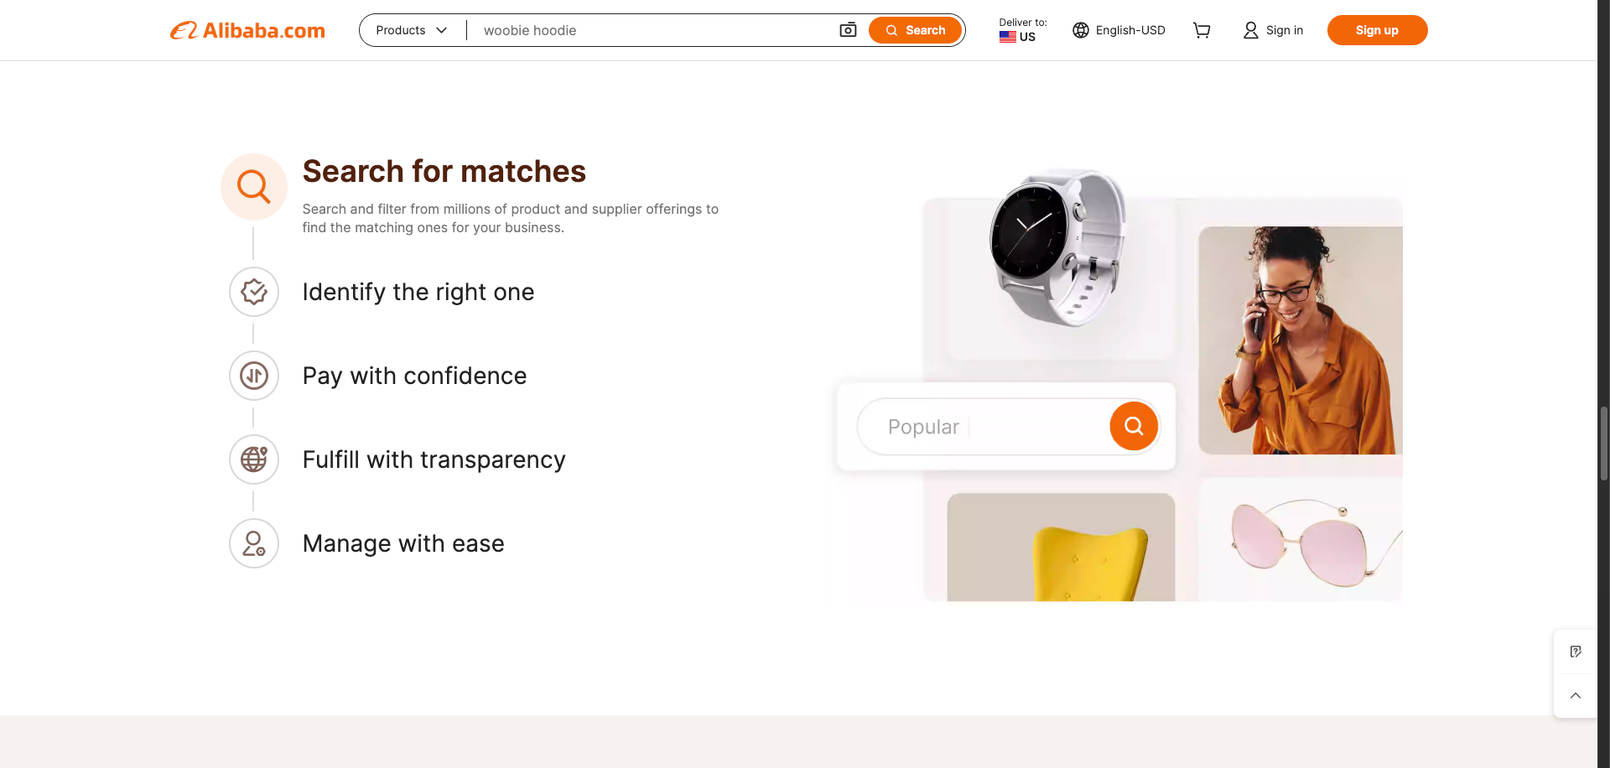 Alibaba.com
Products
woobie hoodie
Search
Deliver to:
US
English-USD
Sign in
Sign up
Search for matches
Search and filter from millions of product and supplier offerings to
find the matching ones for your business.
Identify the right one
Pay with confidence
Fulfill with transparency
Manage with ease
Popular